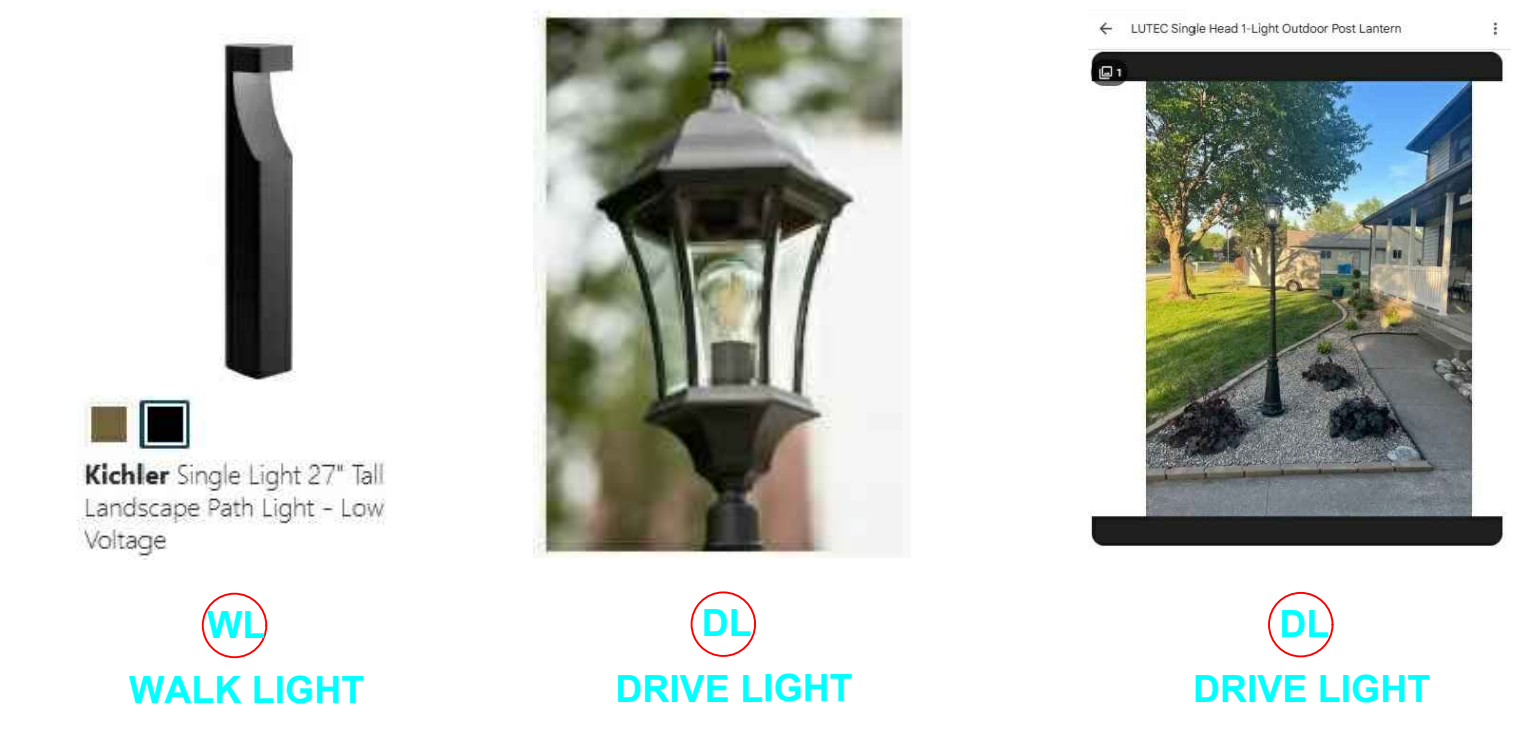 LUTEC Single Head 1-Light Outdoor Post Lantern
1
Kichler Single Light 27" Tall
Landscape Path Light - Low
Voltage
WL
DL
DL
WALK LIGHT
DRIVE LIGHT
DRIVE LIGHT